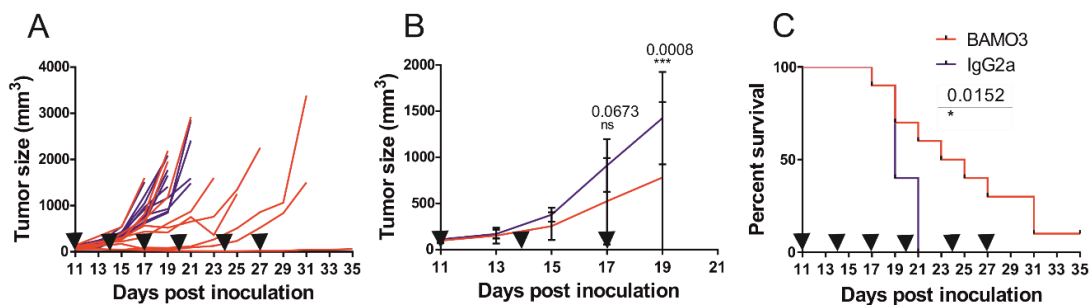 A
Tumor size (mm³)
4000
3000
2000
1000
0
11 13 15 17 19 21 23 25 27 29 31 33 35
Days post inoculation
B
Tumor size (mm³)
2000
1500
1000
500
0
0.0673
ns
0.0008
***
11 13 15 17 19 21
Days post inoculation
C
BAMO3
IgG2a
0.0152
*
Percent survival
100
50
0
11 13 15 17 19 21 23 25 27 29 31 33 35
Days post inoculation